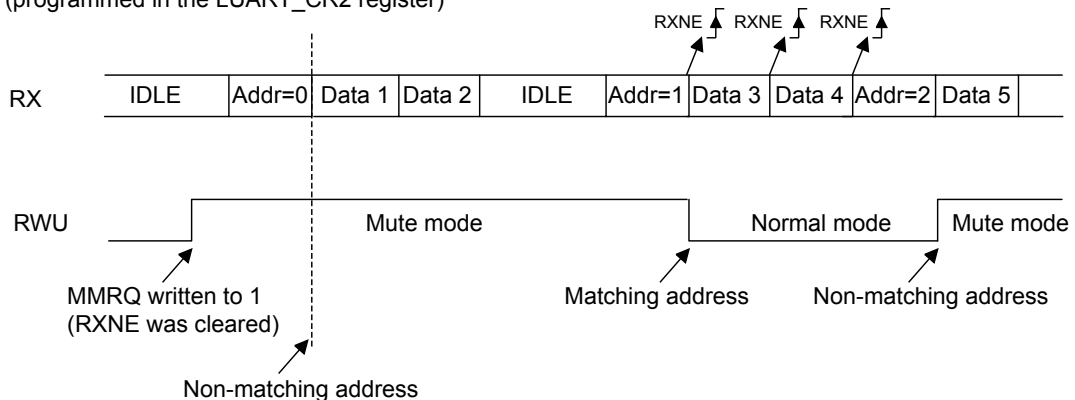 (programmed in the LUART_CR2 register)
RXNE RXNE RXNE
RX IDLE Addr=0 Data 1 Data 2 IDLE Addr=1 Data 3 Data 4 Addr=2 Data 5
RWU Mute mode Normal mode Mute mode
MMRQ written to 1 Matching address Non-matching address
(RXNE was cleared)
Non-matching address